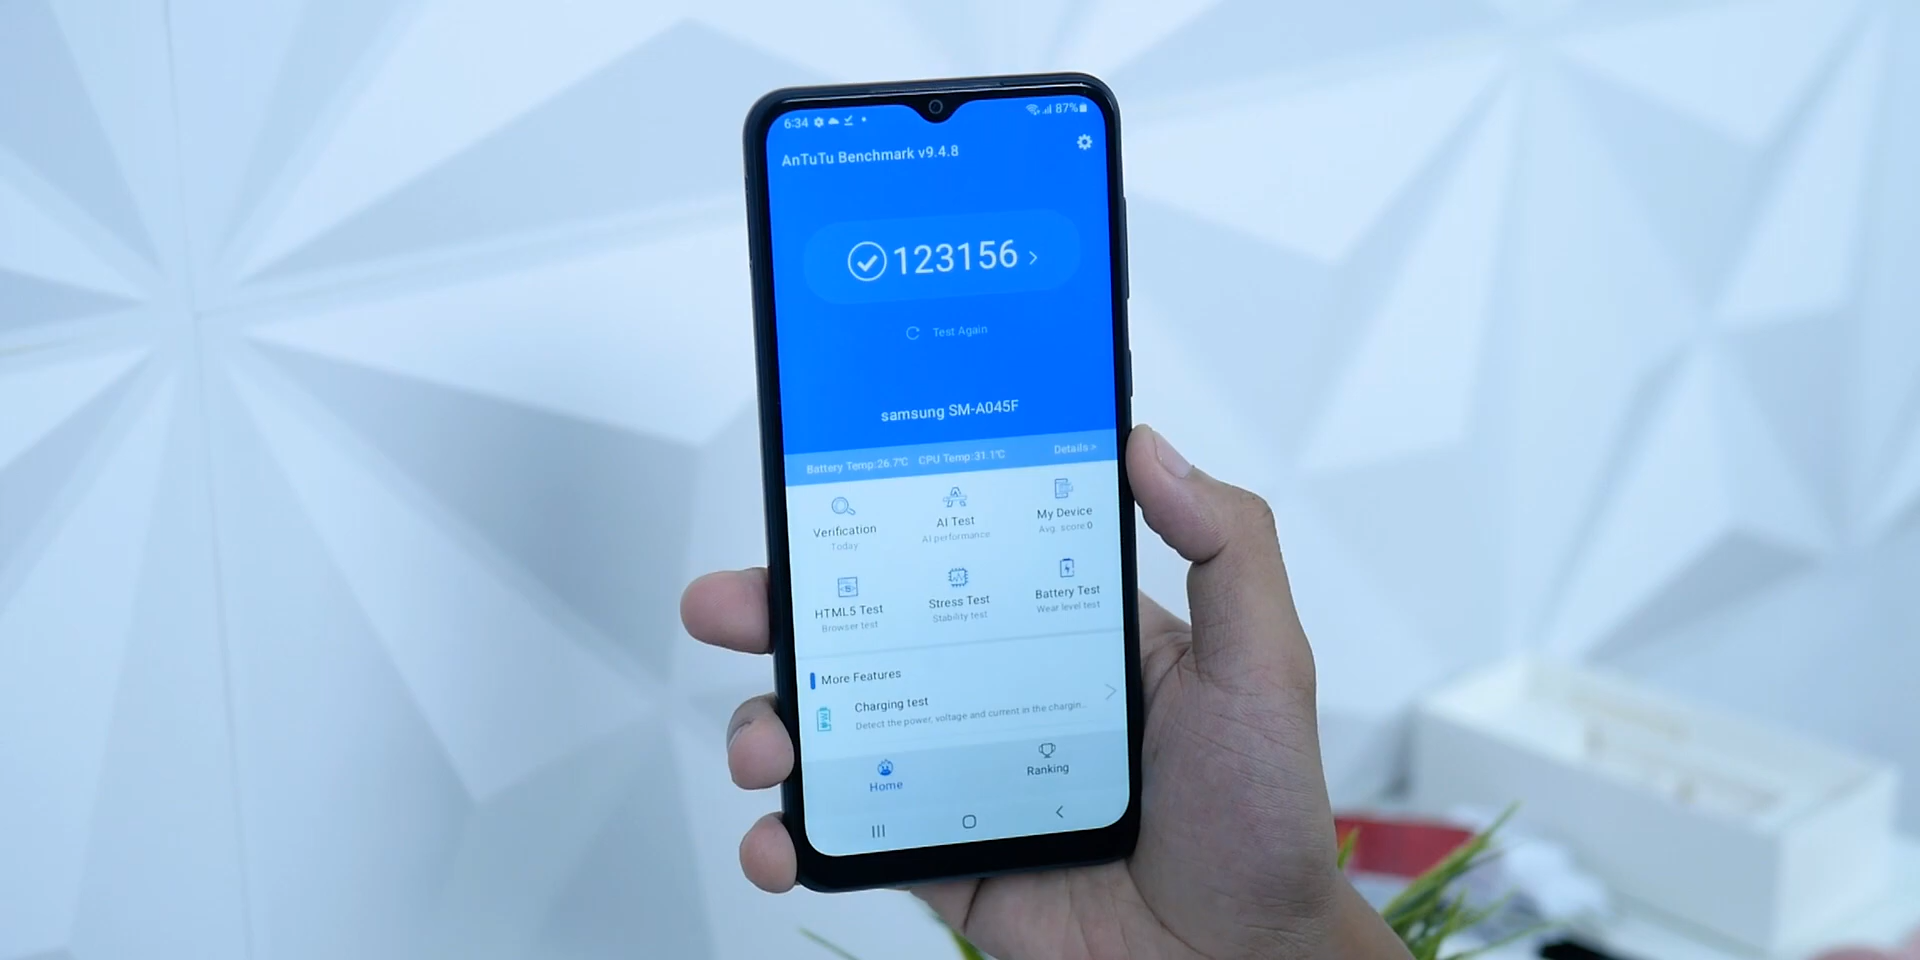 6:34 87%
AnTuTu Benchmark v9.4.8
123156
Test Again
samsung SM-A045F
Battery Temp:26.7℃ CPU Temp:31.1℃ Details >
Verification AI Test My Device
Today AI performance Avg. score:0
HTML5 Test Stress Test Battery Test
Browser test Stability test Wear level test
More Features
Charging test
Detect the power, voltage and current in the chargin...
Home Ranking